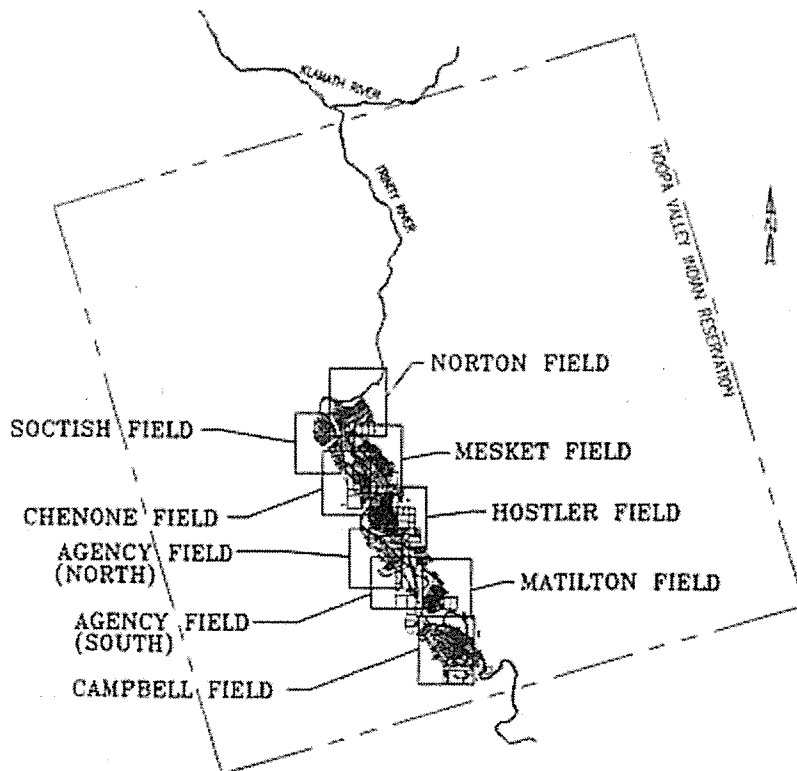 KLAMATH RIVER
TRINITY RIVER
HOOPA VALLEY INDIAN RESERVATION
N
NORTON FIELD
SOCTISH FIELD
MESKET FIELD
CHENONE FIELD
HOSTLER FIELD
AGENCY FIELD
(NORTH)
MATILTON FIELD
AGENCY FIELD
(SOUTH)
CAMPBELL FIELD